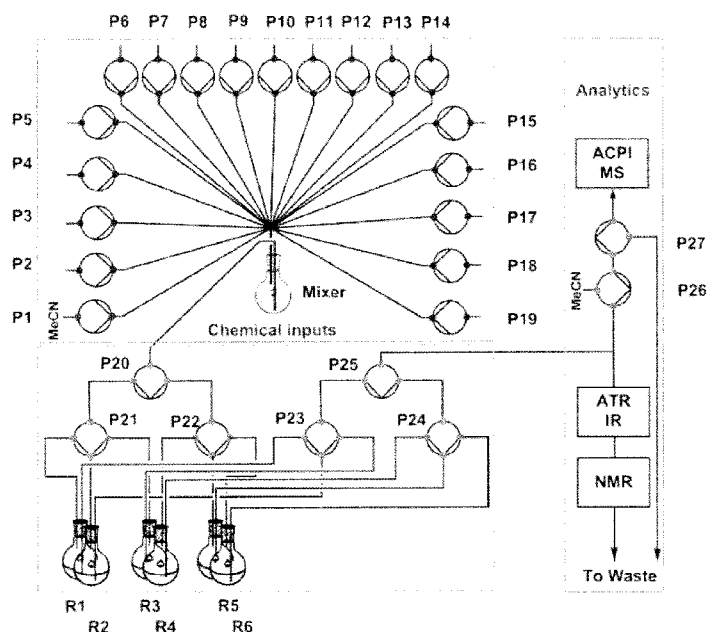 P6 P7 P8 P9 P10 P11 P12 P13 P14
Analytics
P5
P15
ACPI
MS
P4
P16
P3
P17
P27
P2
P18
MeCN
P26
Mixer
P1
MeCN
Chemical inputs
P19
P20
P25
P21
P22
P23
P24
ATR
IR
NMR
To Waste
R1 R3 R5
R2 R4 R6